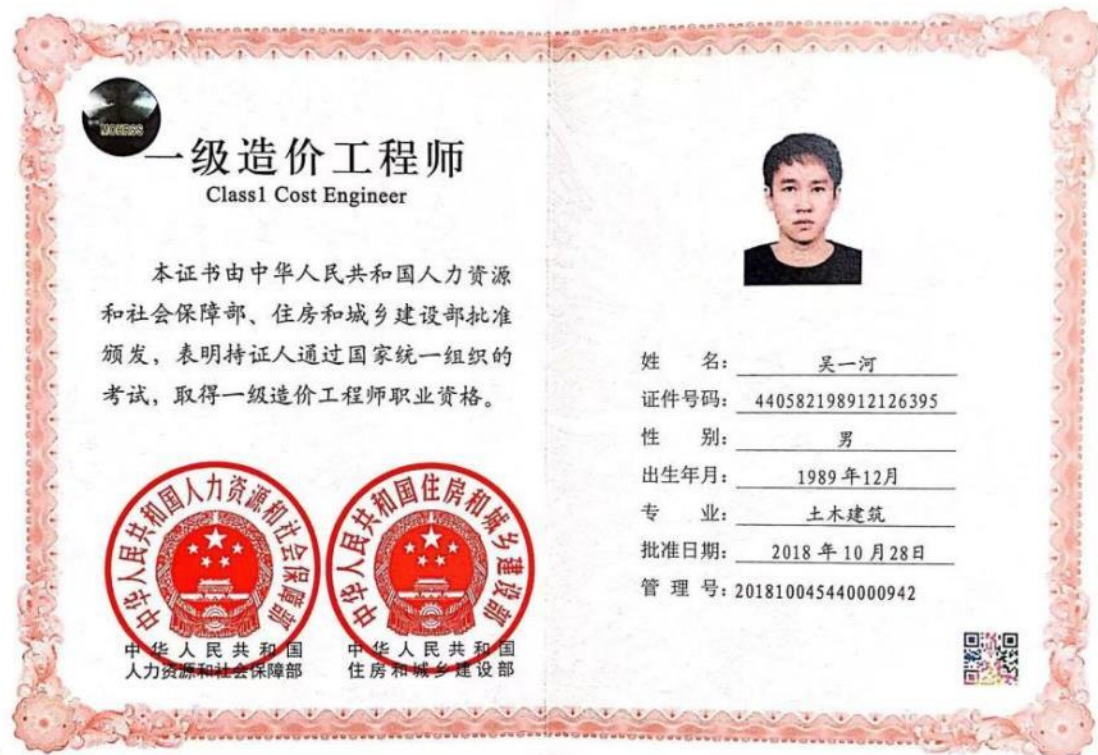 MOHRSS
一级造价工程师
Class1 Cost Engineer
本证书由中华人民共和国人力资源
和社会保障部、住房和城乡建设部批准
颁发，表明持证人通过国家统一组织的
考试，取得一级造价工程师职业资格。
中华人民共和国人力资源和社会保障部
中华人民共和国住房和城乡建设部
中华人民共和国
人力资源和社会保障部
中华人民共和国
住房和城乡建设部
姓 名： 吴一河
证件号码： 440582198912126395
性 别： 男
出生年月： 1989年12月
专 业： 土木建筑
批准日期： 2018年10月28日
管 理 号：201810045440000942